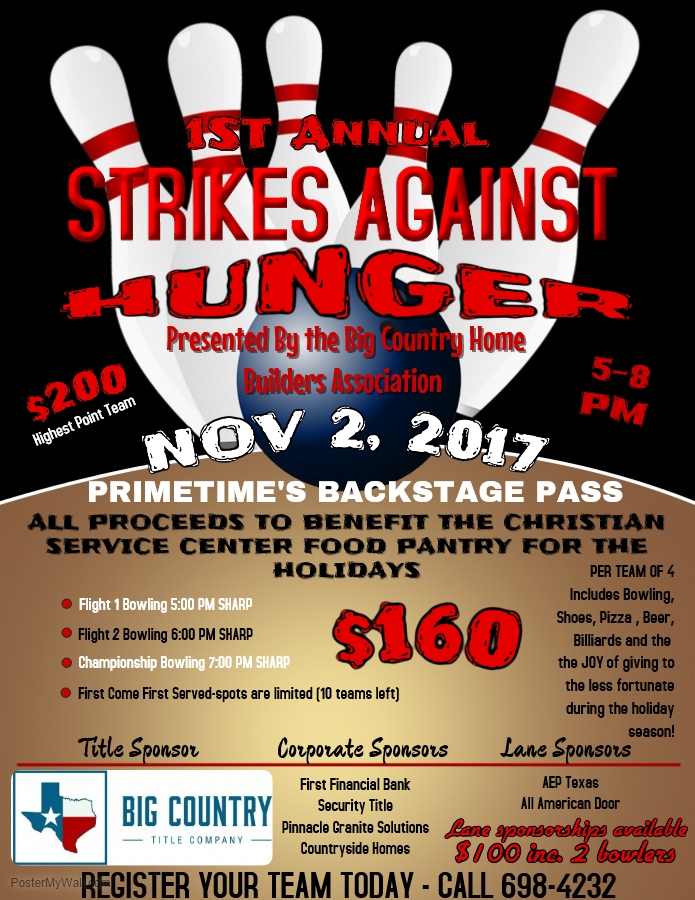 1ST ANNUAL
STRIKES AGAINST
HUNGER
Presented By the Big Country Home
Builders Association
$200
Highest Point Team
5-8
PM
NOV 2, 2017
PRIMETIME'S BACKSTAGE PASS
ALL PROCEEDS TO BENEFIT THE CHRISTIAN
SERVICE CENTER FOOD PANTRY FOR THE
HOLIDAYS
Flight 1 Bowling 5:00 PM SHARP
Flight 2 Bowling 6:00 PM SHARP
Championship Bowling 7:00 PM SHARP
First Come First Served-spots are limited (10 teams left)
$160
PER TEAM OF 4
Includes Bowling,
Shoes, Pizza , Beer,
Billiards and the
the JOY of giving to
the less fortunate
during the holiday
season!
Title Sponsor
BIG COUNTRY
TITLE COMPANY
Corporate Sponsors
First Financial Bank
Security Title
Pinnacle Granite Solutions
Countryside Homes
Lane Sponsors
AEP Texas
All American Door
Lane sponsorships available
$100 inc. 2 bowlers
REGISTER YOUR TEAM TODAY - CALL 698-4232
PosterMyWall.com